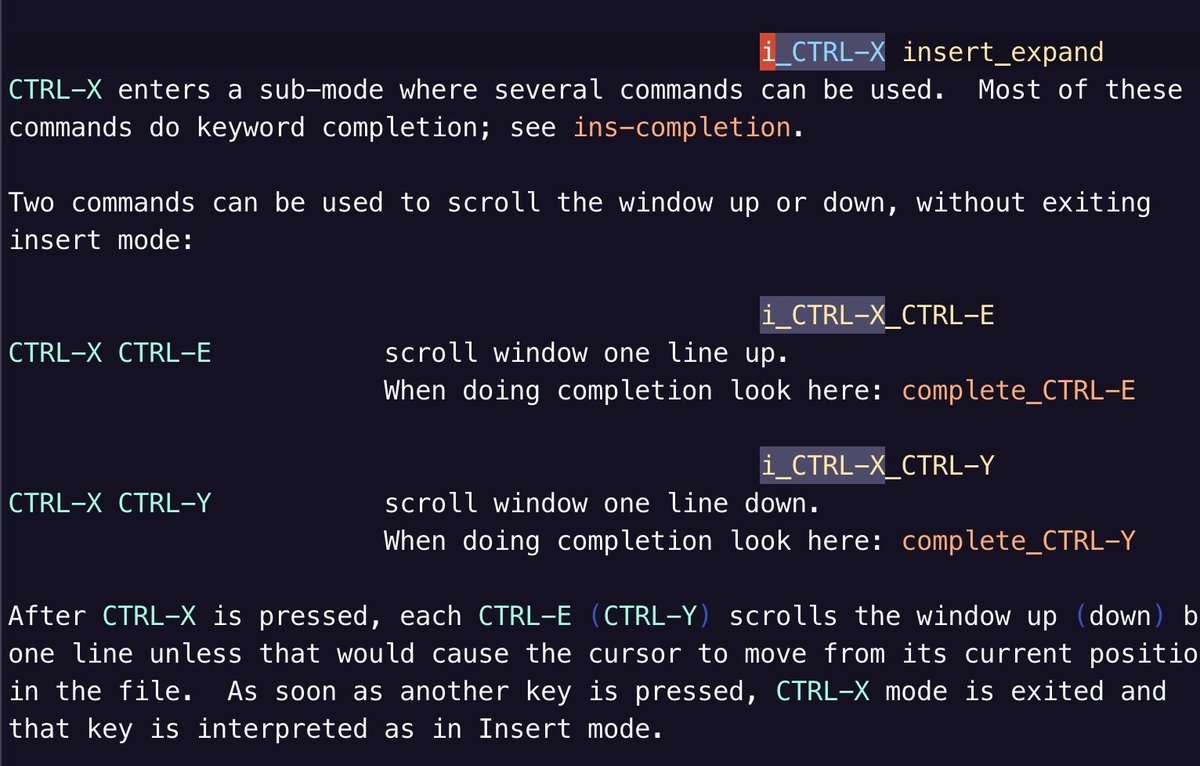 i_CTRL-X insert_expand
CTRL-X enters a sub-mode where several commands can be used.  Most of these
commands do keyword completion; see ins-completion.
Two commands can be used to scroll the window up or down, without exiting
insert mode:
i_CTRL-X_CTRL-E
CTRL-X CTRL-E scroll window one line up.
When doing completion look here: complete_CTRL-E
i_CTRL-X_CTRL-Y
CTRL-X CTRL-Y scroll window one line down.
When doing completion look here: complete_CTRL-Y
After CTRL-X is pressed, each CTRL-E (CTRL-Y) scrolls the window up (down) b
one line unless that would cause the cursor to move from its current positio
in the file.  As soon as another key is pressed, CTRL-X mode is exited and
that key is interpreted as in Insert mode.